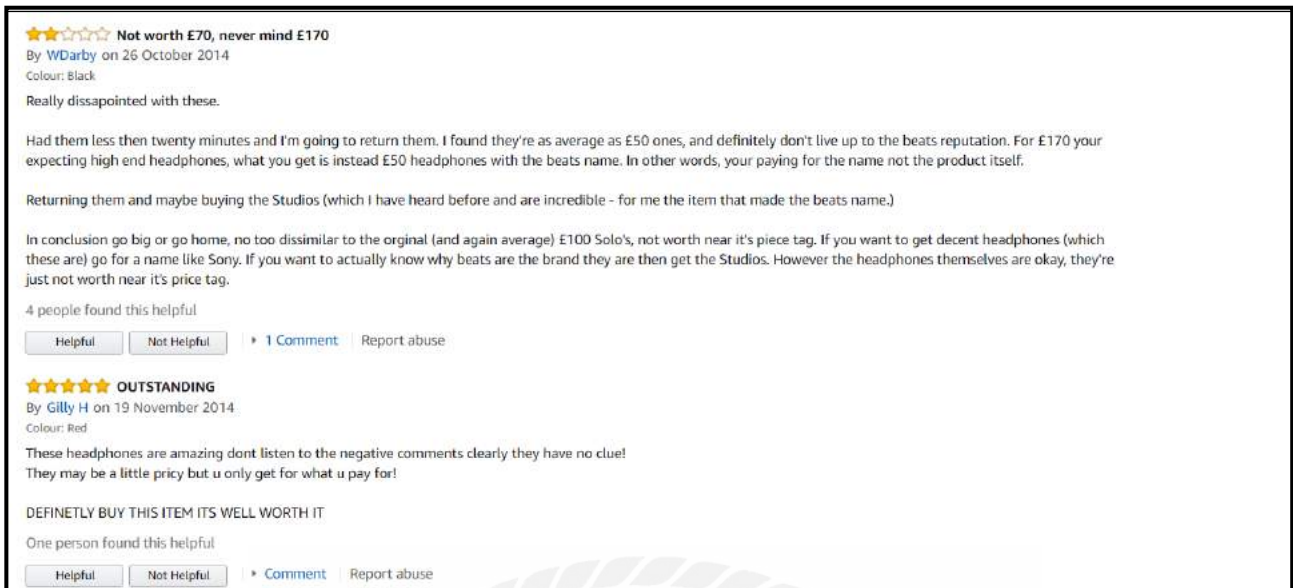 Not worth £70, never mind £170
By WDarby on 26 October 2014
Colour: Black
Really dissapointed with these.
Had them less then twenty minutes and I'm going to return them. I found they're as average as £50 ones, and definitely don't live up to the beats reputation. For £170 your
expecting high end headphones, what you get is instead £50 headphones with the beats name. In other words, your paying for the name not the product itself.
Returning them and maybe buying the Studios (which I have heard before and are incredible - for me the item that made the beats name.)
In conclusion go big or go home, no too dissimilar to the orginal (and again average) £100 Solo's, not worth near it's piece tag. If you want to get decent headphones (which
these are) go for a name like Sony. If you want to actually know why beats are the brand they are then get the Studios. However the headphones themselves are okay, they're
just not worth near it's price tag.
4 people found this helpful
Helpful Not Helpful 1 Comment Report abuse
OUTSTANDING
By Gilly H on 19 November 2014
Colour: Red
These headphones are amazing dont listen to the negative comments clearly they have no clue!
They may be a little pricy but u only get for what u pay for!
DEFINETLY BUY THIS ITEM ITS WELL WORTH IT
One person found this helpful
Helpful Not Helpful Comment Report abuse